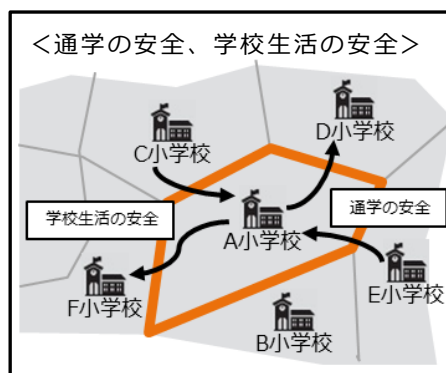 ＜通学の安全、学校生活の安全＞
D小学校
C小学校
学校生活の安全
通学の安全
A小学校
F小学校
E小学校
B小学校